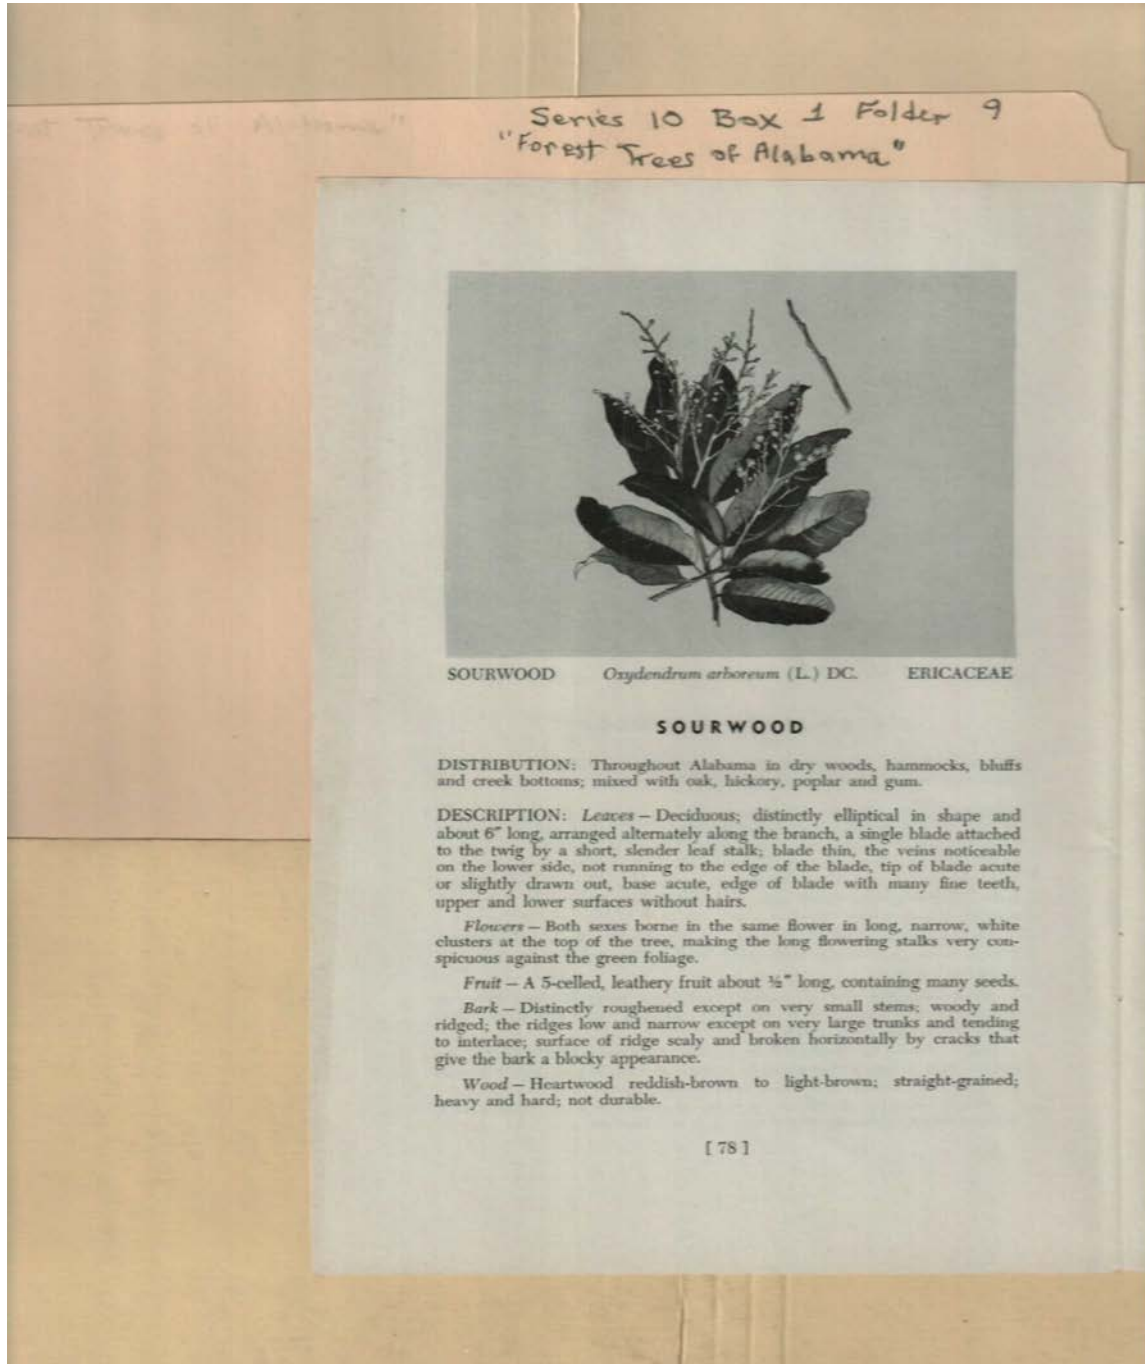 Series 10 Box 1 Folder 9
"Forest Trees of Alabama"
SOURWOOD Oxydendrum arboreum (L.) DC. ERICACEAE
SOURWOOD
DISTRIBUTION: Throughout Alabama in dry woods, hammocks, bluffs
and creek bottoms; mixed with oak, hickory, poplar and gum.
DESCRIPTION: Leaves – Deciduous; distinctly elliptical in shape and
about 6" long, arranged alternately along the branch, a single blade attached
to the twig by a short, slender leaf stalk; blade thin, the veins noticeable
on the lower side, not running to the edge of the blade, tip of blade acute
or slightly drawn out, base acute, edge of blade with many fine teeth,
upper and lower surfaces without hairs.
Flowers – Both sexes borne in the same flower in long, narrow, white
clusters at the top of the tree, making the long flowering stalks very con-
spicuous against the green foliage.
Fruit – A 5-celled, leathery fruit about ½" long, containing many seeds.
Bark – Distinctly roughened except on very small stems; woody and
ridged; the ridges low and narrow except on very large trunks and tending
to interlace; surface of ridge scaly and broken horizontally by cracks that
give the bark a blocky appearance.
Wood – Heartwood reddish-brown to light-brown; straight-grained;
heavy and hard; not durable.
[ 78 ]